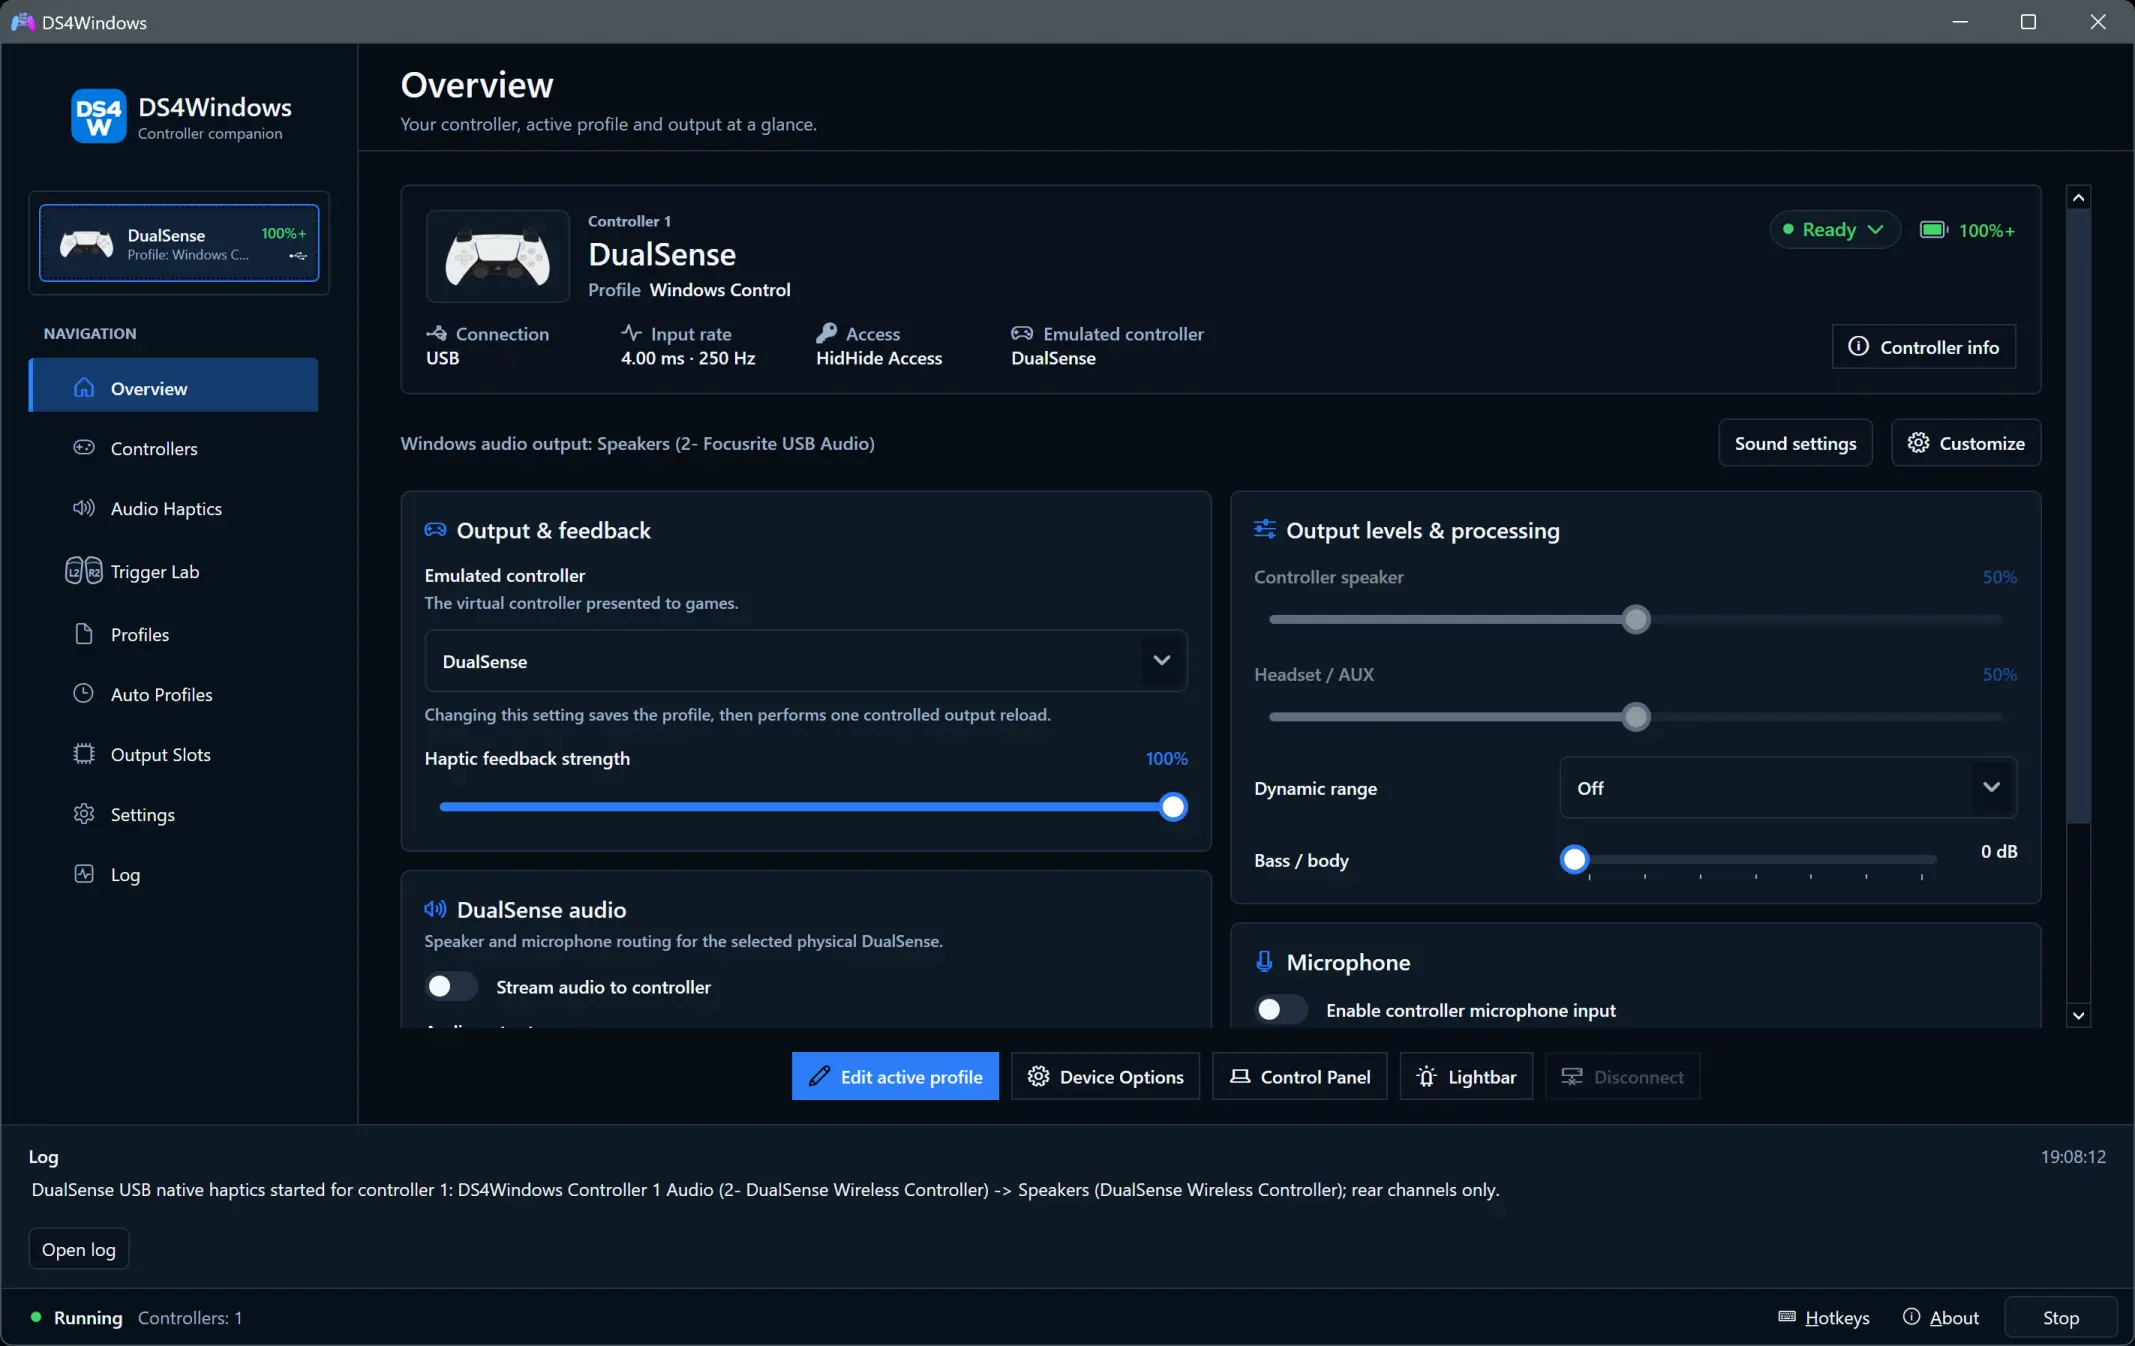 DS4Windows
DS4
W
DS4Windows
Controller companion
DualSense
100%+
Profile: Windows C...
NAVIGATION
Overview
Controllers
Audio Haptics
L2 R2 Trigger Lab
Profiles
Auto Profiles
Output Slots
Settings
Log
Overview
Your controller, active profile and output at a glance.
Controller 1
DualSense
Profile Windows Control
Ready
100%+
Connection
USB
Input rate
4.00 ms · 250 Hz
Access
HidHide Access
Emulated controller
DualSense
Controller info
Windows audio output: Speakers (2- Focusrite USB Audio)
Sound settings
Customize
Output & feedback
Emulated controller
The virtual controller presented to games.
DualSense
Changing this setting saves the profile, then performs one controlled output reload.
Haptic feedback strength
100%
DualSense audio
Speaker and microphone routing for the selected physical DualSense.
Stream audio to controller
Output levels & processing
Controller speaker
50%
Headset / AUX
50%
Dynamic range
Off
Bass / body
0 dB
Microphone
Enable controller microphone input
Edit active profile
Device Options
Control Panel
Lightbar
Disconnect
Log
19:08:12
DualSense USB native haptics started for controller 1: DS4Windows Controller 1 Audio (2- DualSense Wireless Controller) -> Speakers (DualSense Wireless Controller); rear channels only.
Open log
Running
Controllers: 1
Hotkeys
About
Stop